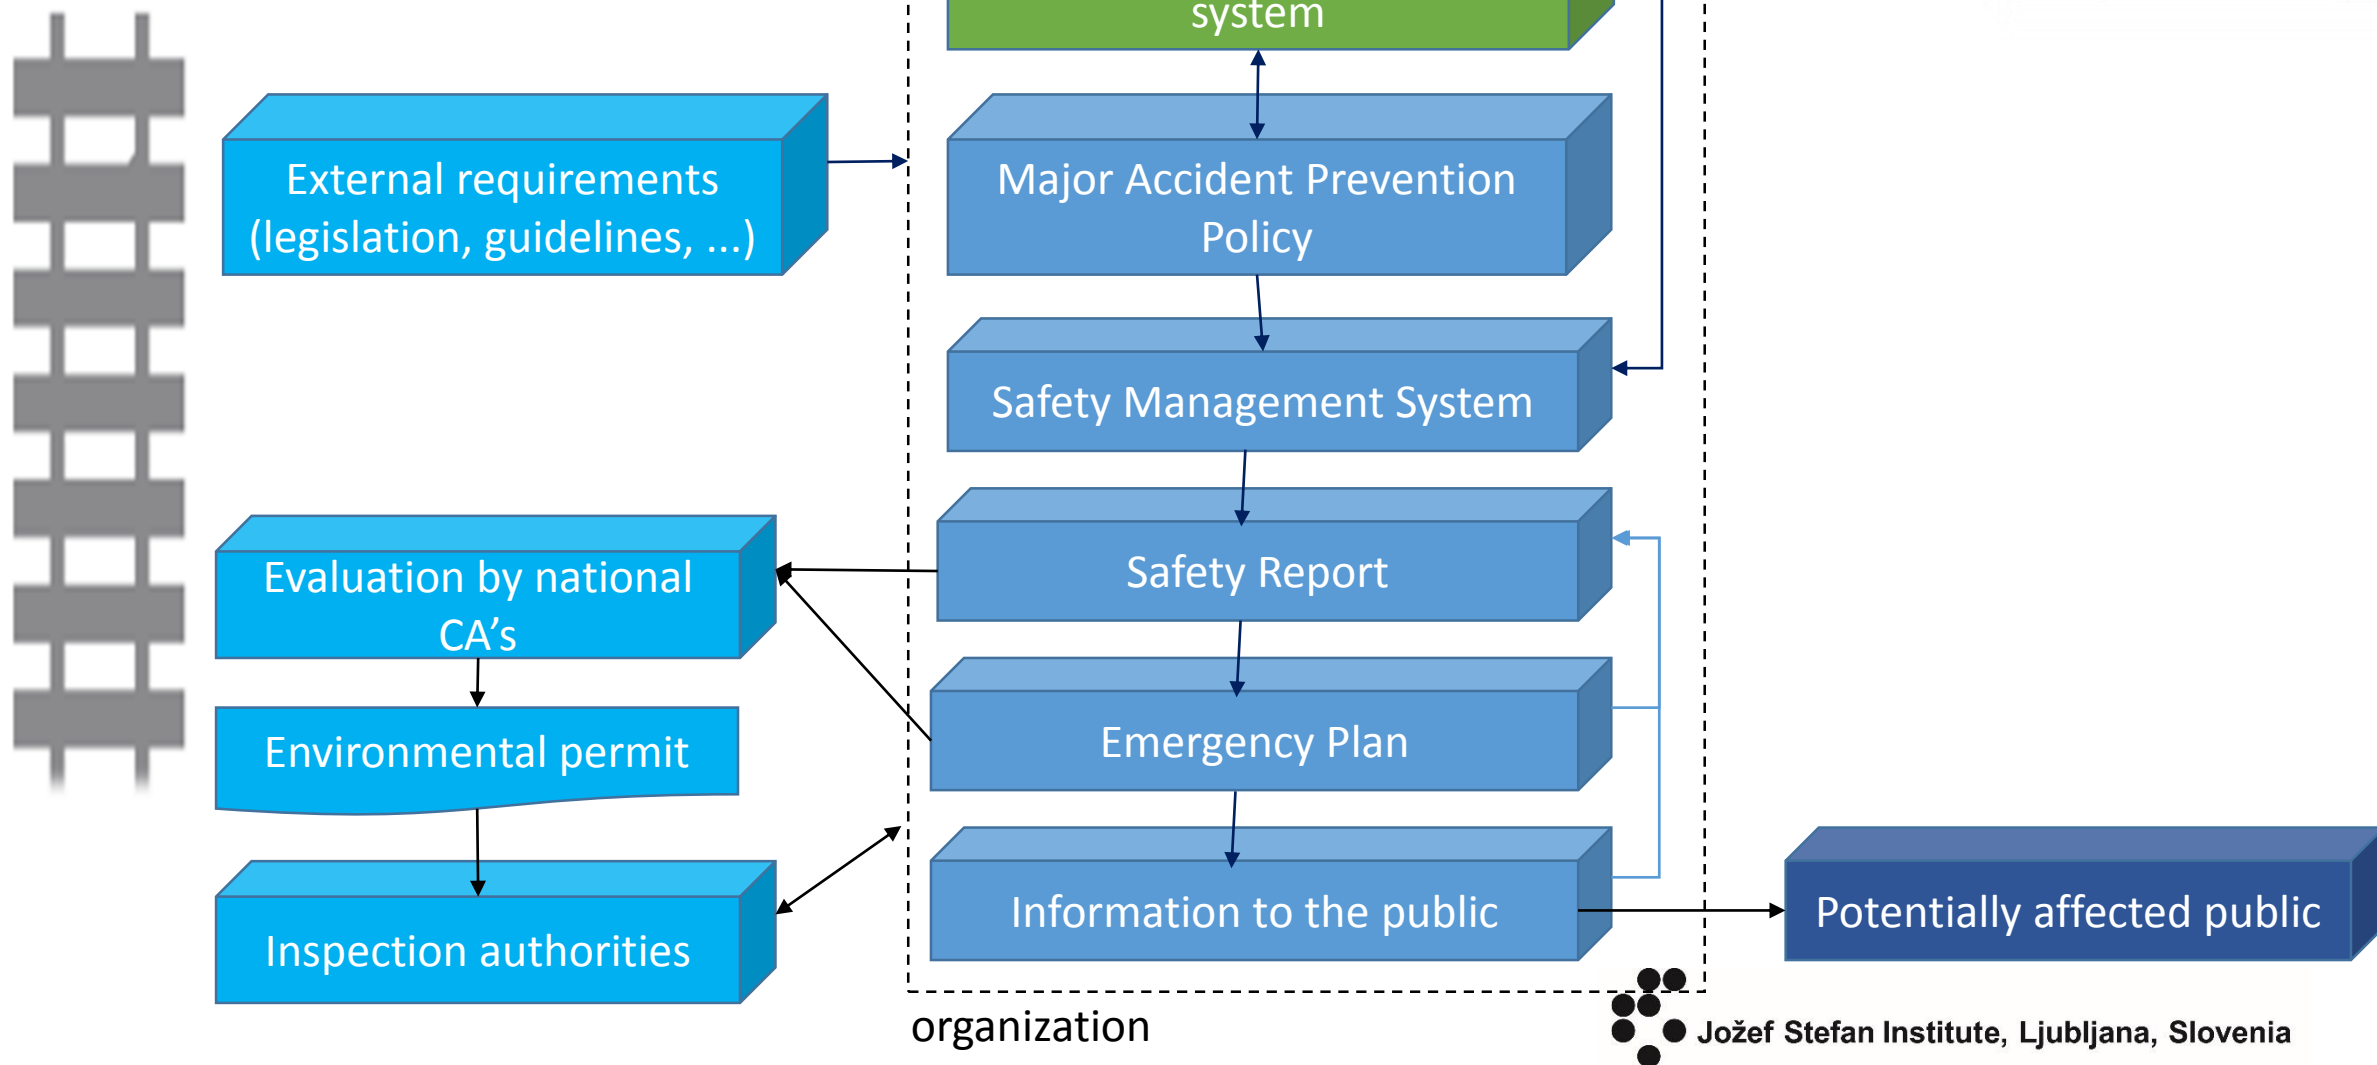 system
External requirements
(legislation, guidelines, ...)
Major Accident Prevention
Policy
Safety Management System
Evaluation by national
CA’s
Safety Report
Environmental permit
Emergency Plan
Inspection authorities
Information to the public
Potentially affected public
organization
Jožef Stefan Institute, Ljubljana, Slovenia